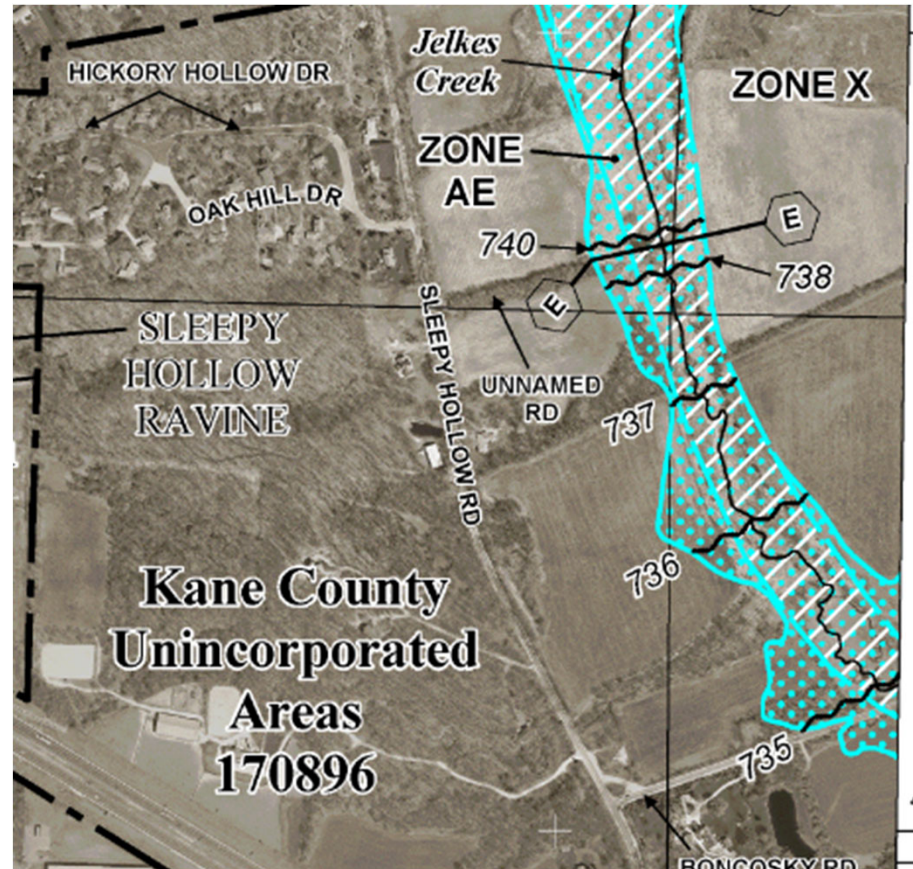 Jelkes
Creek
HICKORY HOLLOW DR
ZONE X
ZONE
AE
OAK HILL DR
E
740
738
E
SLEEPY HOLLOW RD
SLEEPY
HOLLOW
RAVINE
UNNAMED
RD
737
736
Kane County
Unincorporated
Areas
170896
735
BONCOSKY RD